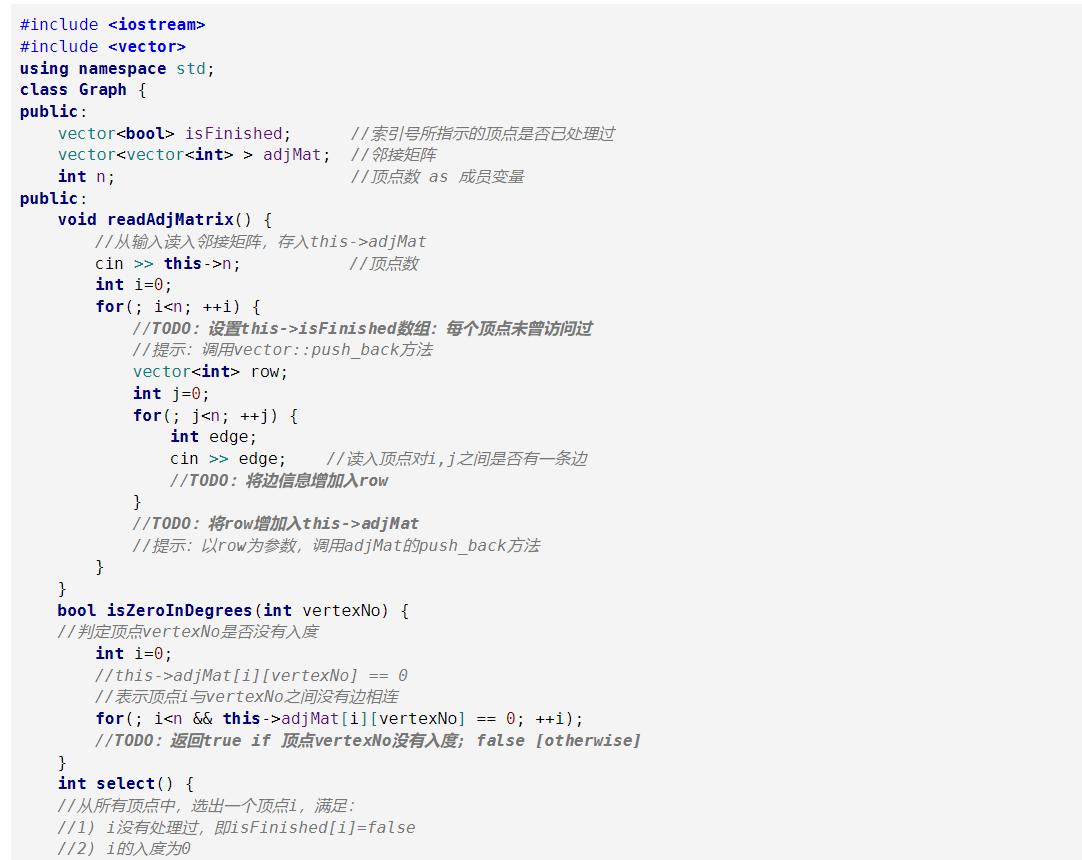 #include <iostream>
#include <vector>
using namespace std;
class Graph {
public:
    vector<bool> isFinished;      //索引号所指示的顶点是否已处理过
    vector<vector<int> > adjMat;  //邻接矩阵
    int n;                        //顶点数 as 成员变量
public:
    void readAdjMatrix() {
        //从输入读入邻接矩阵，存入this->adjMat
        cin >> this->n;           //顶点数
        int i=0;
        for(; i<n; ++i) {
            //TODO: 设置this->isFinished数组：每个顶点未曾访问过
            //提示：调用vector::push_back方法
            vector<int> row;
            int j=0;
            for(; j<n; ++j) {
                int edge;
                cin >> edge;    //读入顶点对i,j之间是否有一条边
                //TODO: 将边信息增加入row
            }
            //TODO: 将row增加入this->adjMat
            //提示：以row为参数，调用adjMat的push_back方法
        }
    }
    bool isZeroInDegrees(int vertexNo) {
    //判定顶点vertexNo是否没有入度
        int i=0;
        //this->adjMat[i][vertexNo] == 0
        //表示顶点i与vertexNo之间没有边相连
        for(; i<n && this->adjMat[i][vertexNo] == 0; ++i);
        //TODO: 返回true if 顶点vertexNo没有入度; false [otherwise]
    }
    int select() {
    //从所有顶点中，选出一个顶点i，满足：
    //1) i没有处理过，即isFinished[i]=false
    //2) i的入度为0